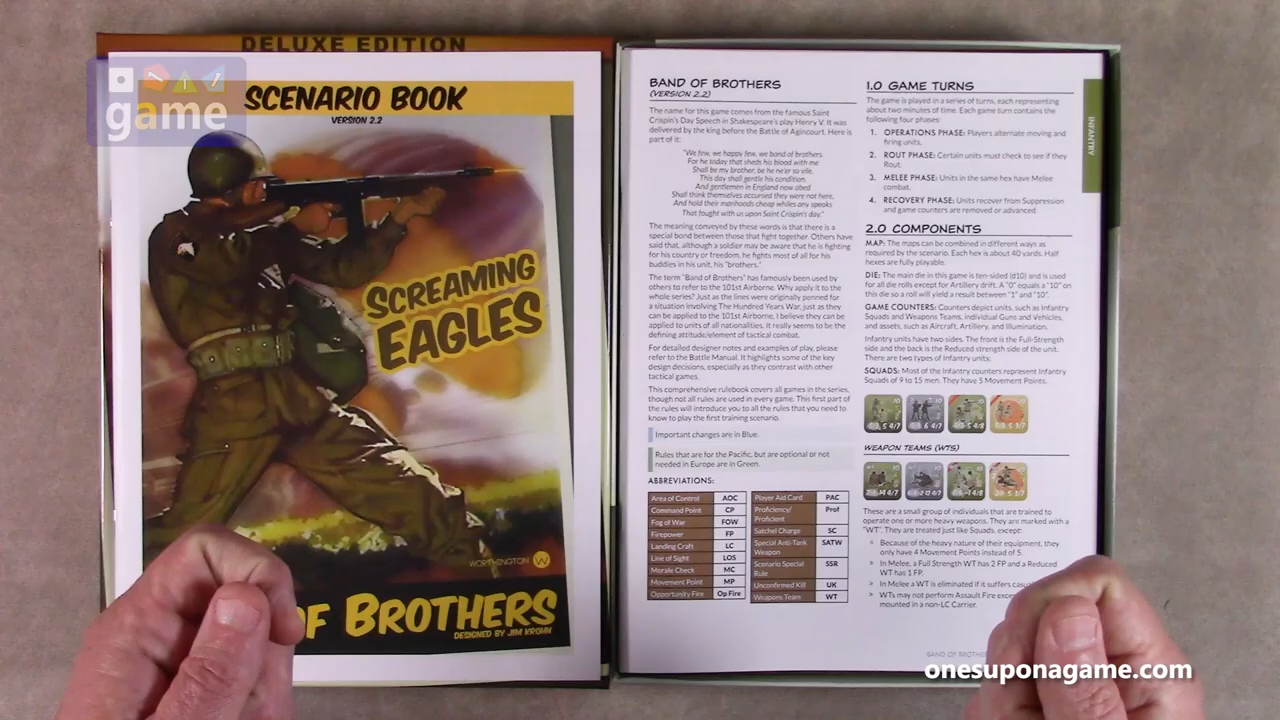 DELUXE EDITION
game
SCENARIO BOOK
VERSION 2.2
SCREAMING
EAGLES
WORTHINGTON
OF BROTHERS
DESIGNED BY JIM KROHN
BAND OF BROTHERS
(VERSION 2.2)
The name for this game comes from the famous Saint
Crispin's Day Speech in Shakespeare's play Henry V. It was
delivered by the king before the Battle of Agincourt. Here is
part of it:
"We few, we happy few, we band of brothers.
For he today that sheds his blood with me
Shall be my brother; be he ne'er so vile,
This day shall gentle his condition.
And gentlemen in England now abed
Shall think themselves accursed they were not here,
And hold their manhoods cheap whiles any speaks
That fought with us upon Saint Crispin's day."
The meaning conveyed by these words is that there is a
special bond between those that fight together. Others have
said that, although a soldier may be aware that he is fighting
for his country or freedom, he fights most of all for his
buddies in his unit, his "brothers."
The term "Band of Brothers" has famously been used by
others to refer to the 101st Airborne. Why apply it to the
whole series? Just as the lines were originally penned for
a situation involving The Hundred Years War, just as they
can be applied to the 101st Airborne, I believe they can be
applied to units of all nationalities. It really seems to be the
defining attitude/element of tactical combat.
For detailed designer notes and examples of play, please
refer to the Battle Manual. It highlights some of the key
design decisions, especially as they contrast with other
tactical games.
This comprehensive rulebook covers all games in the series,
though not all rules are used in every game. This first part of
the rules will introduce you to all the rules that you need to
know to play the first training scenario.
Important changes are in Blue.
Rules that are for the Pacific, but are optional or not
needed in Europe are in Green.
ABBREVIATIONS:
Area of Control AOC
Command Point CP
Fog of War FOW
Firepower FP
Landing Craft LC
Line of Sight LOS
Morale Check MC
Movement Point MP
Opportunity Fire Op Fire
Player Aid Card PAC
Proficiency/
Proficient Prof
Satchel Charge SC
Special Anti-Tank
Weapon SATW
Scenario Special
Rule SSR
Unconfirmed Kill UK
Weapons Team WT
1.0 GAME TURNS
The game is played in a series of turns, each representing
about two minutes of time. Each game turn contains the
following four phases:
1. OPERATIONS PHASE: Players alternate moving and
firing units.
2. ROUT PHASE: Certain units must check to see if they
Rout.
3. MELEE PHASE: Units in the same hex have Melee
combat.
4. RECOVERY PHASE: Units recover from Suppression
and game counters are removed or advanced.
2.0 COMPONENTS
MAP: The maps can be combined in different ways as
required by the scenario. Each hex is about 40 yards. Half
hexes are fully playable.
DIE: The main die in this game is ten-sided (d10) and is used
for all die rolls except for Artillery drift. A "0" equals a "10" on
this die so a roll will yield a result between "1" and "10".
GAME COUNTERS: Counters depict units, such as Infantry
Squads and Weapons Teams, individual Guns and Vehicles,
and assets, such as Aircraft, Artillery, and Illumination.
Infantry units have two sides. The front is the Full-Strength
side and the back is the Reduced strength side of the unit.
There are two types of Infantry units:
SQUADS: Most of the Infantry counters represent Infantry
Squads of 9 to 15 men. They have 5 Movement Points.
WEAPON TEAMS (WTS)
These are a small group of individuals that are trained to
operate one or more heavy weapons. They are marked with a
"WT". They are treated just like Squads, except:
» Because of the heavy nature of their equipment, they
only have 4 Movement Points instead of 5.
» In Melee, a Full Strength WT has 2 FP and a Reduced
WT has 1 FP.
» In Melee a WT is eliminated if it suffers
» WTs may not perform Assault Fire
mounted in a non-LC Carrier.
INFANTRY
BAND OF
onesuponagame.com